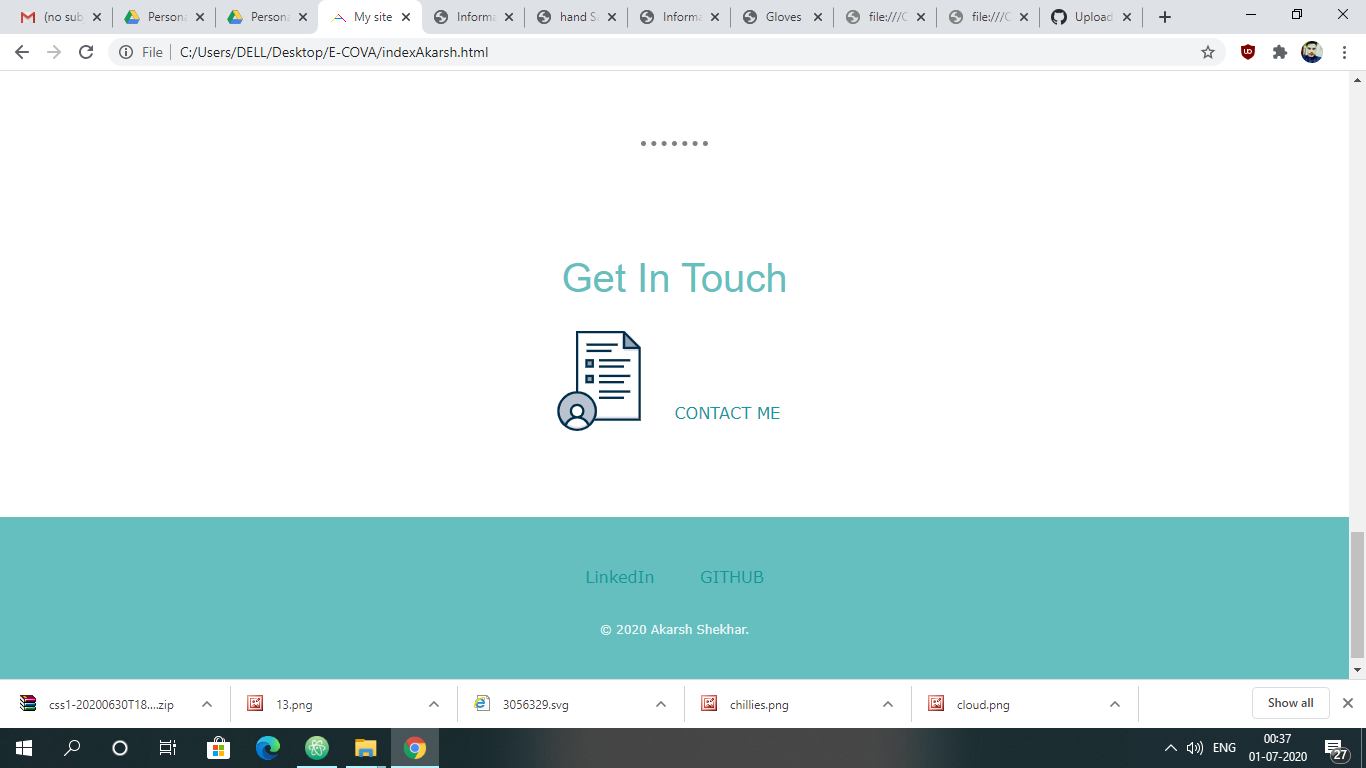 (no sub
Persona
Persona
My site
Informa
hand Sa
Informa
Gloves
file:///C
file:///C
Upload
File
C:/Users/DELL/Desktop/E-COVA/indexAkarsh.html
Get In Touch
CONTACT ME
LinkedIn GITHUB
© 2020 Akarsh Shekhar.
css1-20200630T18....zip
13.png
3056329.svg
chillies.png
cloud.png
Show all
ENG
00:37
01-07-2020
27